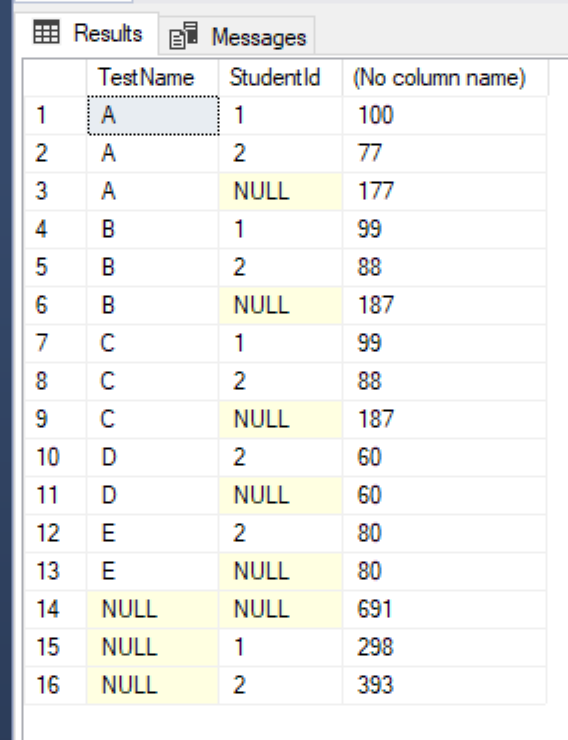 Results Messages
TestName StudentId (No column name)
1 A 1 100
2 A 2 77
3 A NULL 177
4 B 1 99
5 B 2 88
6 B NULL 187
7 C 1 99
8 C 2 88
9 C NULL 187
10 D 2 60
11 D NULL 60
12 E 2 80
13 E NULL 80
14 NULL NULL 691
15 NULL 1 298
16 NULL 2 393